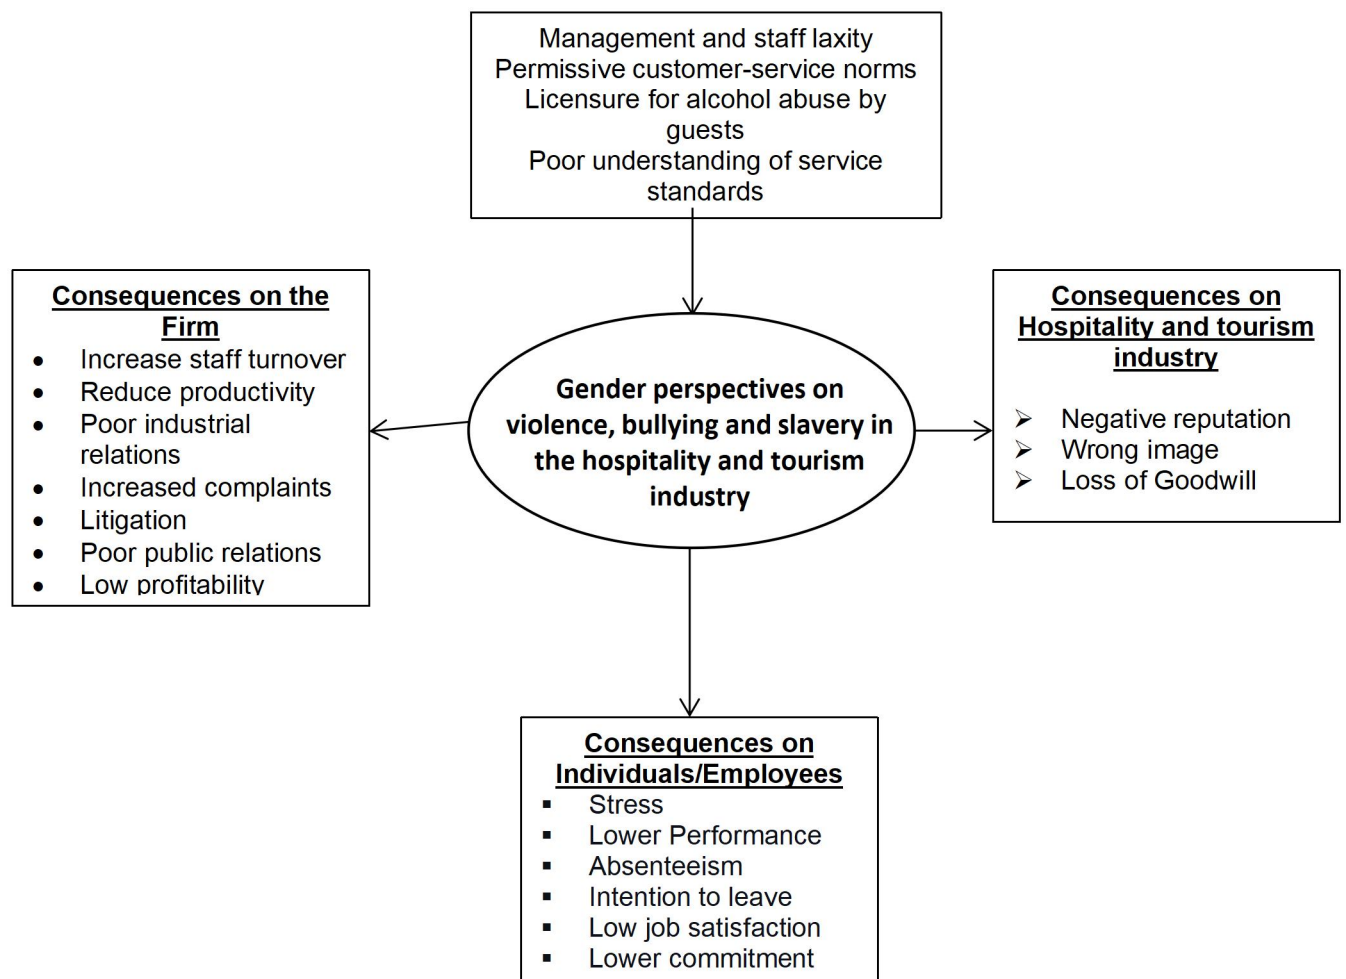 Management and staff laxity
Permissive customer-service norms
Licensure for alcohol abuse by
guests
Poor understanding of service
standards
Consequences on the
Firm
• Increase staff turnover
• Reduce productivity
• Poor industrial
relations
• Increased complaints
• Litigation
• Poor public relations
• Low profitability
Gender perspectives on
violence, bullying and slavery in
the hospitality and tourism
industry
Consequences on
Hospitality and tourism
industry
➢ Negative reputation
➢ Wrong image
➢ Loss of Goodwill
Consequences on
Individuals/Employees
▪ Stress
▪ Lower Performance
▪ Absenteeism
▪ Intention to leave
▪ Low job satisfaction
▪ Lower commitment